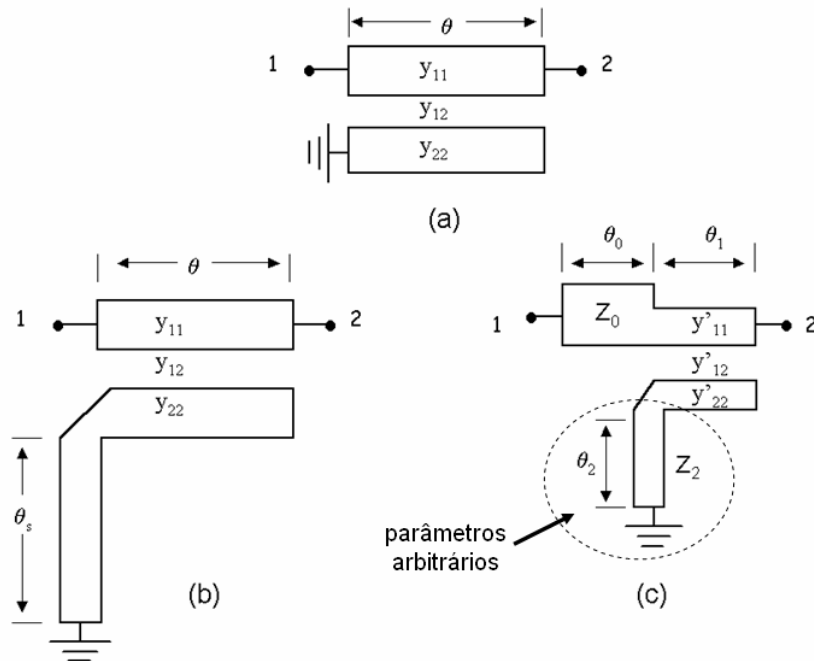 θ
1 y₁₁ 2
y₁₂
y₂₂
(a)
θ
1 y₁₁ 2
y₁₂
y₂₂
θₛ
(b)
θ₀ θ₁
1 Z₀ y'₁₁ 2
y'₁₂
y'₂₂
θ₂ Z₂
parâmetros
arbitrários
(c)